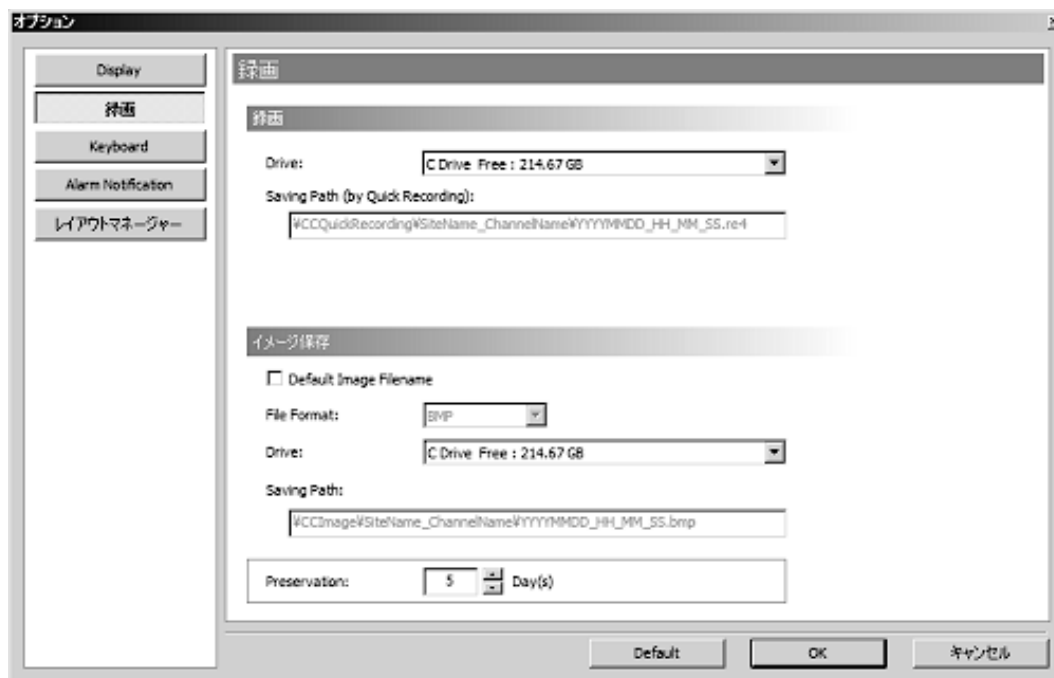 オプション
Display
録画
Keyboard
Alarm Notification
レイアウトマネージャー
録画
録画
Drive:
C Drive Free : 214.67 GB
Saving Path (by Quick Recording):
¥CCQuickRecording¥SiteName_ChannelName¥YYYYMMDD_HH_MM_SS.re4
イメージ保存
Default Image Filename
File Format:
BMP
Drive:
C Drive Free : 214.67 GB
Saving Path:
¥CCImage¥SiteName_ChannelName¥YYYYMMDD_HH_MM_SS.bmp
Preservation:
5
Day(s)
Default
OK
キャンセル